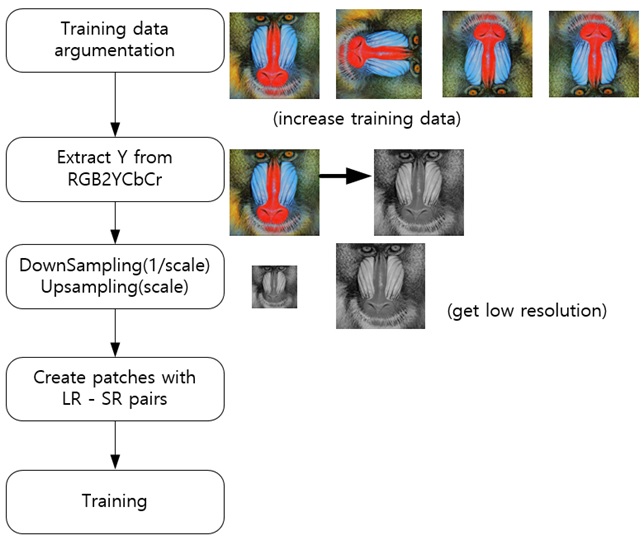 Training data
argumentation
(increase training data)
Extract Y from
RGB2YCbCr
DownSampling(1/scale)
Upsampling(scale)
(get low resolution)
Create patches with
LR - SR pairs
Training